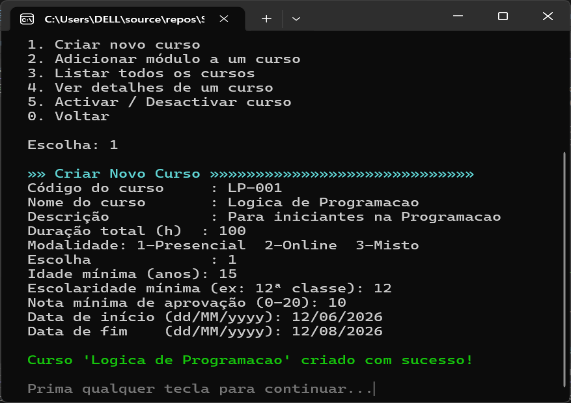 C:\Users\DELL\source\repos\S
1. Criar novo curso
2. Adicionar módulo a um curso
3. Listar todos os cursos
4. Ver detalhes de um curso
5. Activar / Desactivar curso
0. Voltar
Escolha: 1
»» Criar Novo Curso »»»»»»»»»»»»»»»»»»»»»»»»»»»»»
Código do curso     : LP-001
Nome do curso       : Logica de Programacao
Descrição           : Para iniciantes na Programacao
Duração total (h)  : 100
Modalidade: 1-Presencial  2-Online  3-Misto
Escolha             : 1
Idade mínima (anos): 15
Escolaridade mínima (ex: 12ª classe): 12
Nota mínima de aprovação (0-20): 10
Data de início (dd/MM/yyyy): 12/06/2026
Data de fim    (dd/MM/yyyy): 12/08/2026
Curso 'Logica de Programacao' criado com sucesso!
Prima qualquer tecla para continuar...